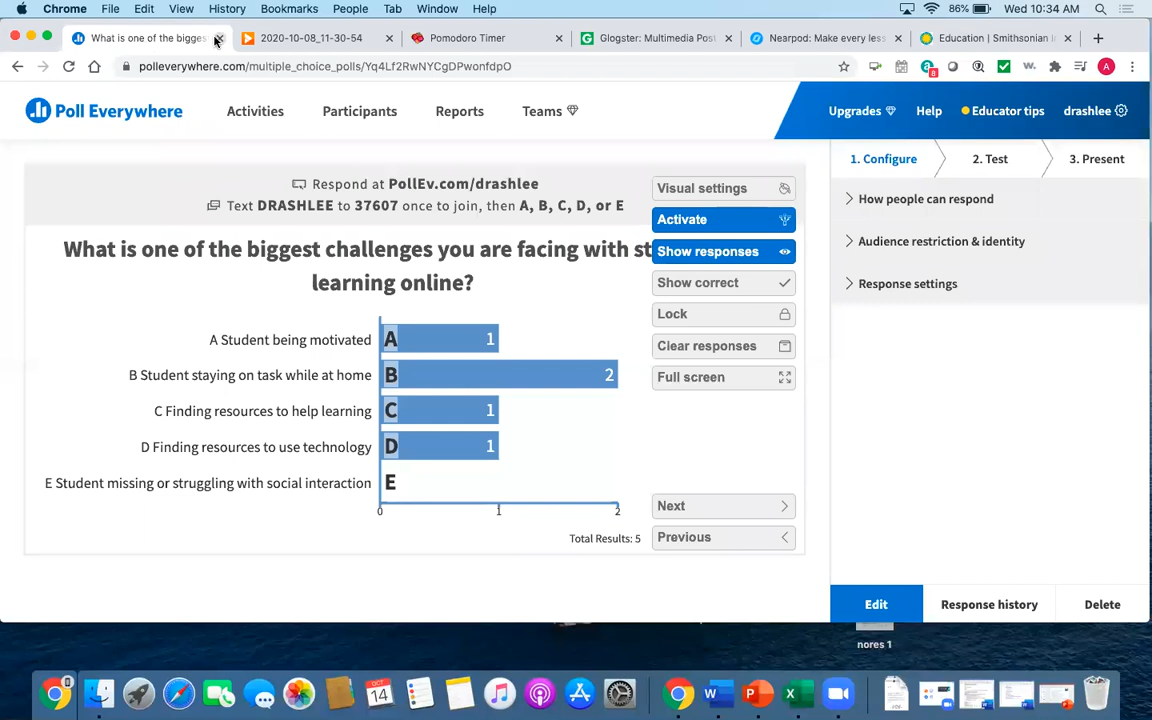 Chrome File Edit View History Bookmarks People Tab Window Help 86% Wed 10:34 AM
What is one of the bigges 2020-10-08_11-30-54 Pomodoro Timer Glogster: Multimedia Post Nearpod: Make every less Education | Smithsonian I
polleverywhere.com/multiple_choice_polls/Yq4Lf2RwNYCgDPwonfdpO
8 W. A
Poll Everywhere Activities Participants Reports Teams Upgrades Help Educator tips drashlee
1. Configure 2. Test 3. Present
Respond at PollEv.com/drashlee
Text DRASHLEE to 37607 once to join, then A, B, C, D, or E
What is one of the biggest challenges you are facing with st
learning online?
A Student being motivated A 1
B Student staying on task while at home B 2
C Finding resources to help learning C 1
D Finding resources to use technology D 1
E Student missing or struggling with social interaction E
0 1 2
Total Results: 5
Visual settings
Activate
Show responses
Show correct
Lock
Clear responses
Full screen
Next
Previous
How people can respond
Audience restriction & identity
Response settings
Edit Response history Delete
nores 1
OCT
14
W P X